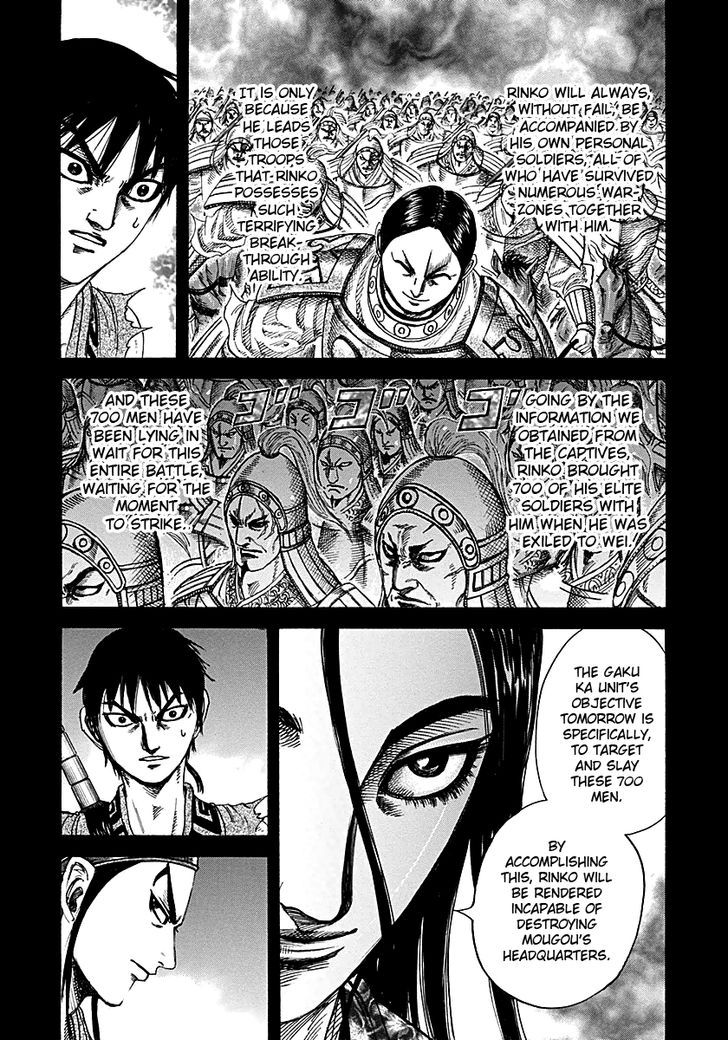 RINKO WILL ALWAYS,
WITHOUT FAIL, BE
ACCOMPANIED BY
HIS OWN PERSONAL
SOLDIERS, ALL OF
WHO HAVE SURVIVED
NUMEROUS WAR-
ZONES TOGETHER
WITH HIM.
IT IS ONLY
BECAUSE
HE LEADS
THOSE
TROOPS
THAT RINKO
POSSESSES
SUCH
TERRIFYING
BREAK-
THROUGH
ABILITY.
GOING BY THE
INFORMATION WE
OBTAINED FROM
THE CAPTIVES,
RINKO BROUGHT
700 OF HIS ELITE
SOLDIERS WITH
HIM WHEN HE WAS
EXILED TO WEI.
ゴゴゴ
AND THESE
700 MEN HAVE
BEEN LYING IN
WAIT FOR THIS
ENTIRE BATTLE,
WAITING FOR THE
MOMENT
TO STRIKE.
THE GAKU
KA UNIT'S
OBJECTIVE
TOMORROW IS
SPECIFICALLY,
TO TARGET
AND SLAY
THESE 700
MEN.
BY
ACCOMPLISHING
THIS, RINKO WILL
BE RENDERED
INCAPABLE OF
DESTROYING
MOUGOU'S
HEADQUARTERS.